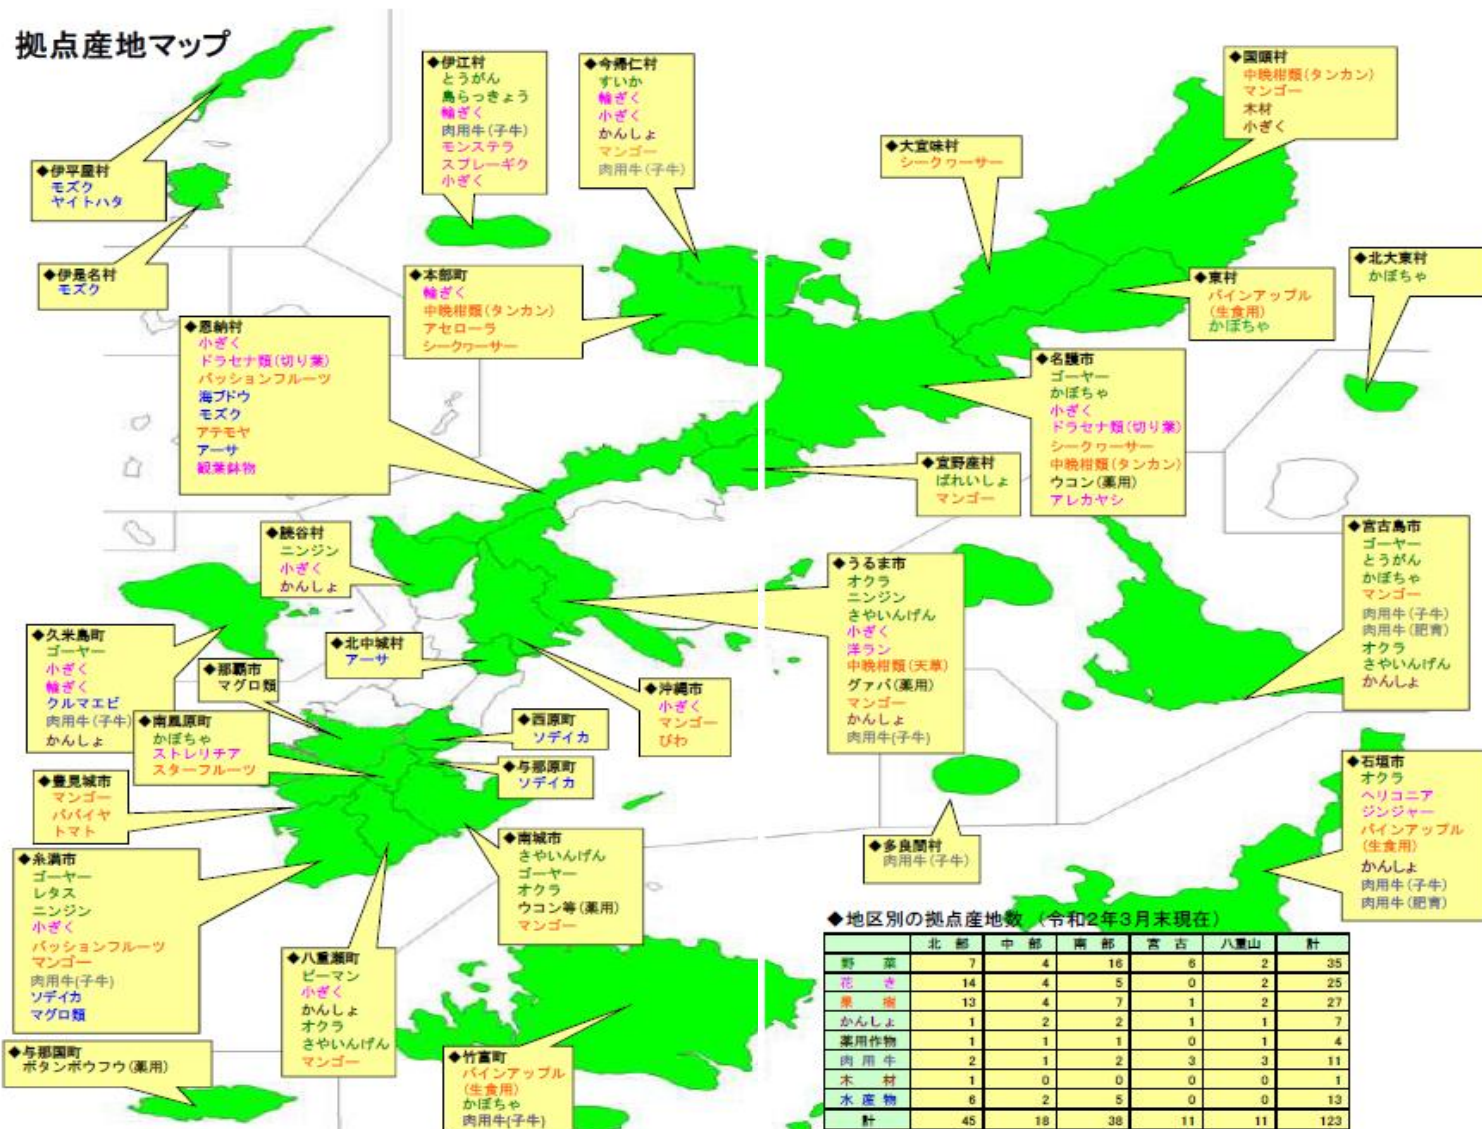 拠点産地マップ
◆伊平屋村
モズク
ヤイトハタ
◆伊是名村
モズク
◆伊江村
とうがん
島らっきょう
輪ぎく
肉用牛(子牛)
モンステラ
スプレーギク
小ぎく
◆今帰仁村
すいか
輪ぎく
小ぎく
かんしょ
マンゴー
肉用牛(子牛)
◆国頭村
中晩柑類(タンカン)
マンゴー
木材
小ぎく
◆大宜味村
シークヮーサー
◆本部町
輪ぎく
中晩柑類(タンカン)
アセローラ
シークヮーサー
◆東村
パインアップル
(生食用)
かぼちゃ
◆北大東村
かぼちゃ
◆恩納村
小ぎく
ドラセナ類(切り葉)
パッションフルーツ
海ブドウ
モズク
アテモヤ
アーサ
観葉鉢物
◆名護市
ゴーヤー
かぼちゃ
小ぎく
ドラセナ類(切り葉)
シークヮーサー
中晩柑類(タンカン)
ウコン(薬用)
アレカヤシ
◆宜野座村
ばれいしょ
マンゴー
◆読谷村
ニンジン
小ぎく
かんしょ
◆うるま市
オクラ
ニンジン
さやいんげん
小ぎく
洋ラン
中晩柑類(天草)
グァバ(薬用)
マンゴー
かんしょ
肉用牛(子牛)
◆宮古島市
ゴーヤー
とうがん
かぼちゃ
マンゴー
肉用牛(子牛)
肉用牛(肥育)
オクラ
さやいんげん
かんしょ
◆久米島町
ゴーヤー
小ぎく
輪ぎく
クルマエビ
肉用牛(子牛)
かんしょ
◆北中城村
アーサ
◆那覇市
マグロ類
◆沖縄市
小ぎく
マンゴー
びわ
◆南風原町
かぼちゃ
ストレリチア
スターフルーツ
◆西原町
ソデイカ
◆与那原町
ソデイカ
◆豊見城市
マンゴー
パパイヤ
トマト
◆石垣市
オクラ
ヘリコニア
ジンジャー
パインアップル
(生食用)
かんしょ
肉用牛(子牛)
肉用牛(肥育)
◆多良間村
肉用牛(子牛)
◆南城市
さやいんげん
ゴーヤー
オクラ
ウコン等(薬用)
マンゴー
◆糸満市
ゴーヤー
レタス
ニンジン
小ぎく
パッションフルーツ
マンゴー
肉用牛(子牛)
ソデイカ
マグロ類
◆八重瀬町
ピーマン
小ぎく
かんしょ
オクラ
さやいんげん
マンゴー
◆与那国町
ボタンボウフウ(薬用)
◆竹富町
パインアップル
(生食用)
かぼちゃ
肉用牛(子牛)
◆地区別の拠点産地数 (令和2年3月末現在)
北 部 中 部 南 部 宮 古 八重山 計
野 菜 7 4 16 6 2 35
花 き 14 4 5 0 2 25
果 樹 13 4 7 1 2 27
かんしょ 1 2 2 1 1 7
薬用作物 1 1 1 0 1 4
肉 用 牛 2 1 2 3 3 11
木 材 1 0 0 0 0 1
水 産 物 6 2 5 0 0 13
計 45 18 38 11 11 123